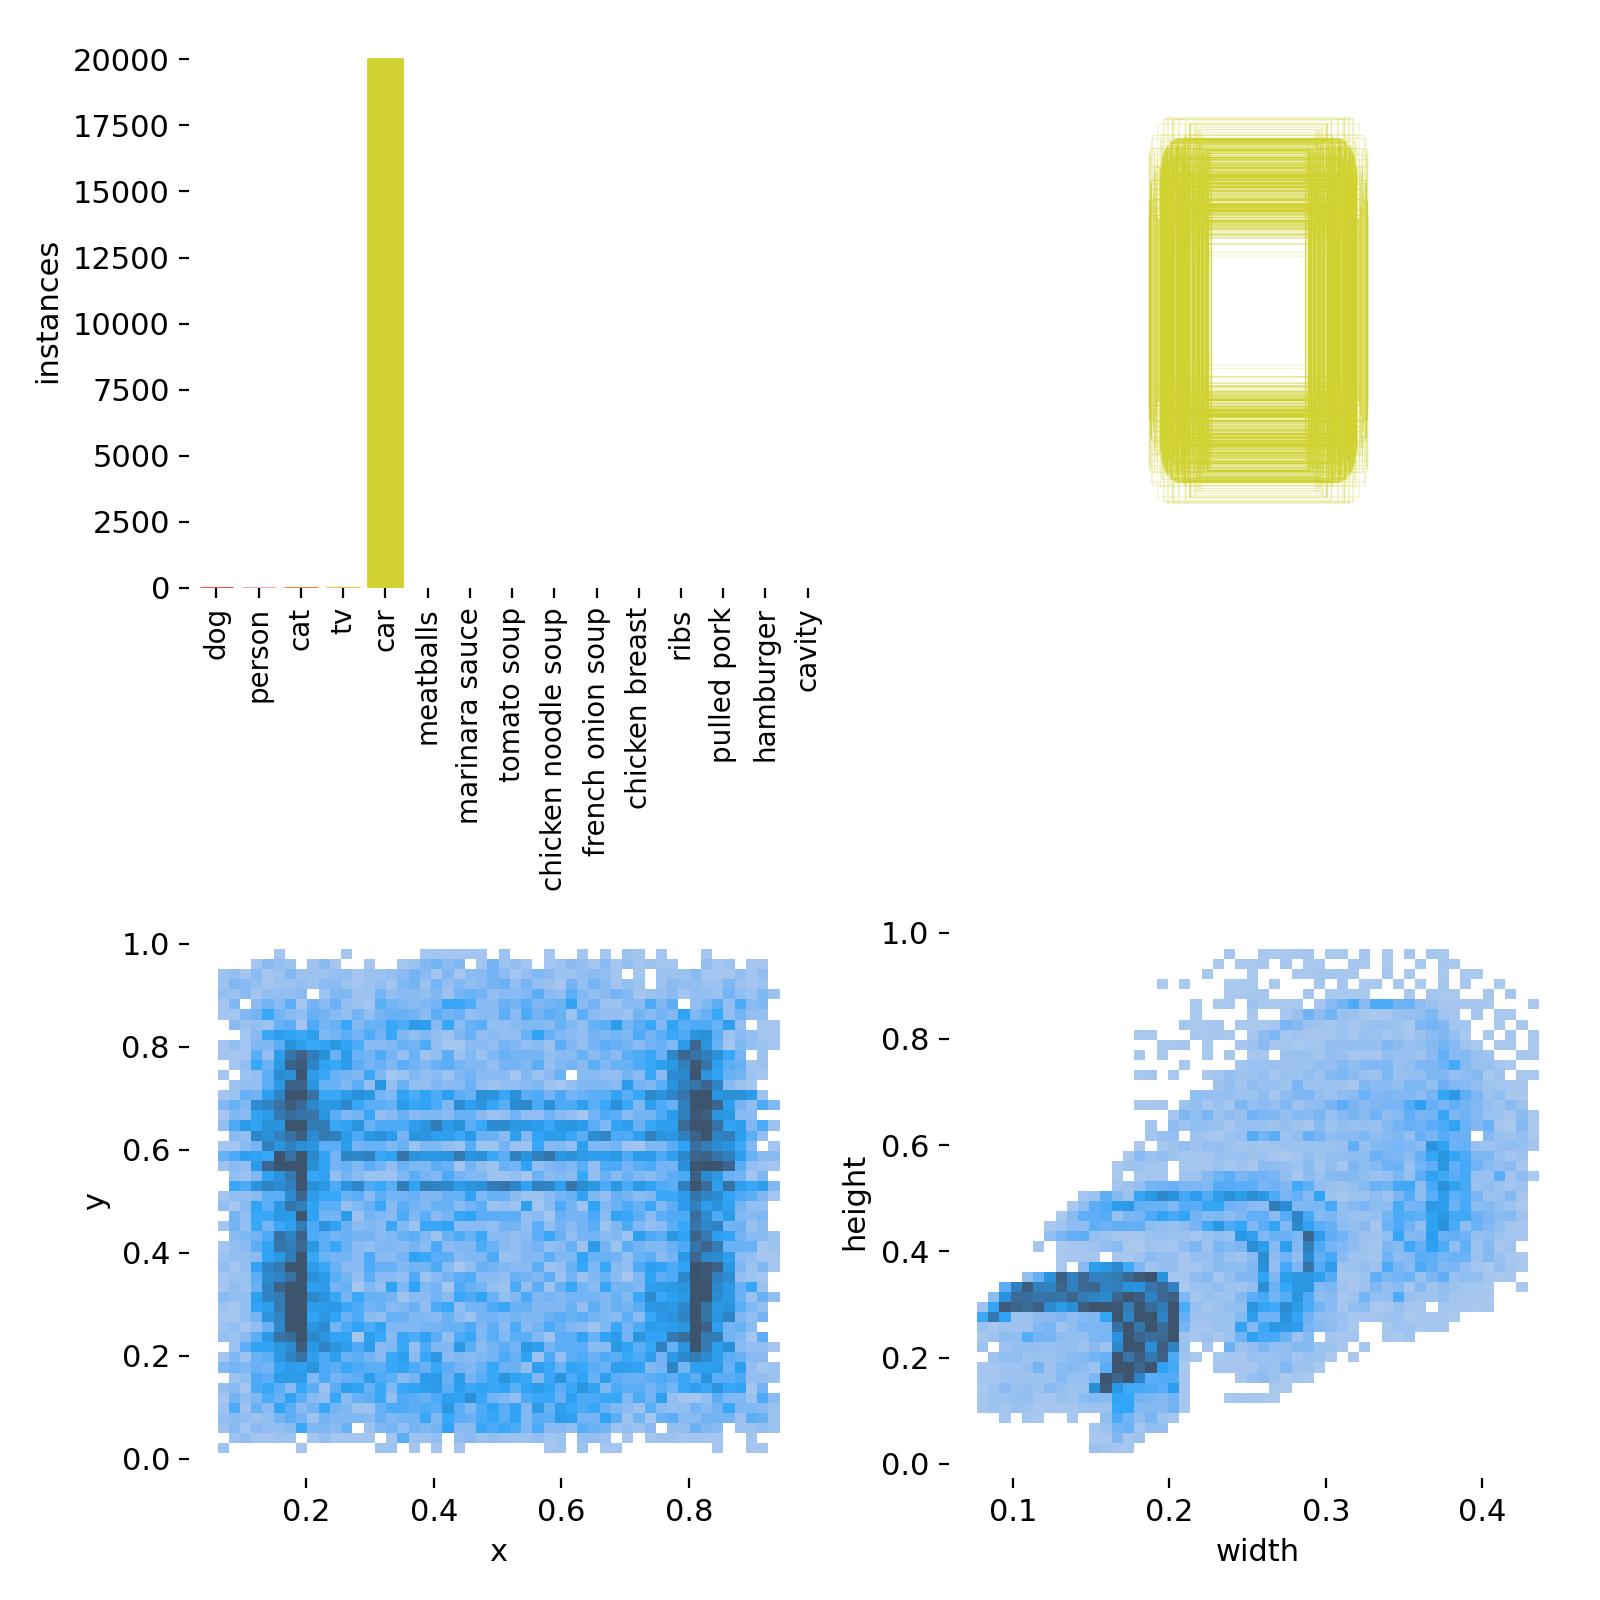 20000
17500
15000
12500
10000
7500
5000
2500
0
instances
dog
person
cat
tv
car
meatballs
marinara sauce
tomato soup
chicken noodle soup
french onion soup
chicken breast
ribs
pulled pork
hamburger
cavity
1.0
0.8
0.6
0.4
0.2
0.0
y
0.2 0.4 0.6 0.8
x
1.0
0.8
0.6
0.4
0.2
0.0
height
0.1 0.2 0.3 0.4
width